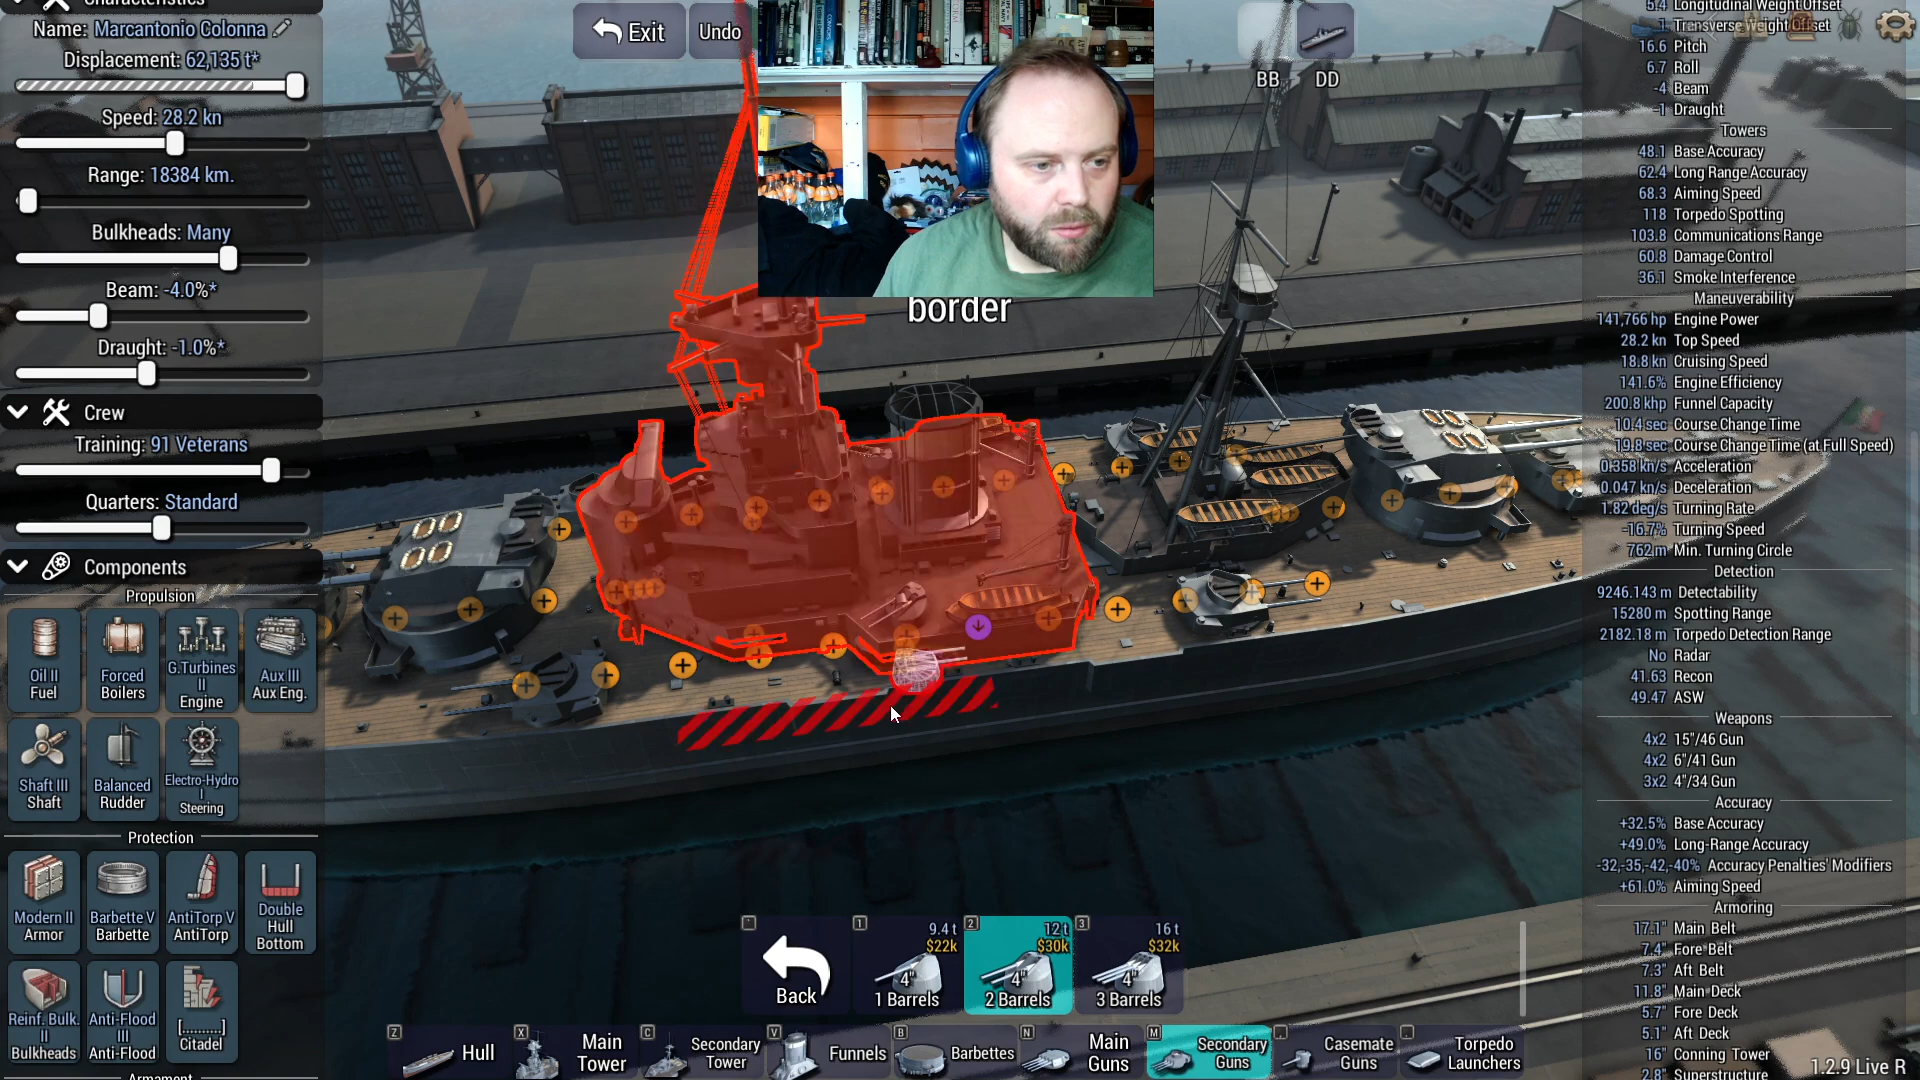 Characteristics
Name: Marcantonio Colonna
Displacement: 62,135 t*
Speed: 28.2 kn
Range: 18384 km.
Bulkheads: Many
Beam: -4.0%*
Draught: -1.0%*
Crew
Training: 91 Veterans
Quarters: Standard
Components
Propulsion
Oil II
Fuel
Forced
Boilers
G.Turbines
II
Engine
Aux III
Aux Eng.
Shaft III
Shaft
Balanced
Rudder
Electro-Hydro
I
Steering
Protection
Modern II
Armor
Barbette V
Barbette
AntiTorp V
AntiTorp
Double
Hull
Bottom
Reinf. Bulk.
II
Bulkheads
Anti-Flood
III
Anti-Flood
[..........]
Citadel
Armament
Exit
Undo
BB
DD
border
5.4 Longitudinal Weight Offset
1 Transverse Weight Offset
16.6 Pitch
6.7 Roll
-4 Beam
-1 Draught
Towers
48.1 Base Accuracy
62.4 Long Range Accuracy
68.3 Aiming Speed
118 Torpedo Spotting
103.8 Communications Range
60.8 Damage Control
36.1 Smoke Interference
Maneuverability
141,766 hp Engine Power
28.2 kn Top Speed
18.8 kn Cruising Speed
141.6% Engine Efficiency
200.8 khp Funnel Capacity
10.4 sec Course Change Time
19.8 sec Course Change Time (at Full Speed)
0.358 kn/s Acceleration
0.047 kn/s Deceleration
1.82 deg/s Turning Rate
-16.7% Turning Speed
762 m Min. Turning Circle
Detection
9246.143 m Detectability
15280 m Spotting Range
2182.18 m Torpedo Detection Range
No Radar
41.63 Recon
49.47 ASW
Weapons
4x2 15"/46 Gun
4x2 6"/41 Gun
3x2 4"/34 Gun
Accuracy
+32.5% Base Accuracy
+49.0% Long-Range Accuracy
-32,-35,-42,-40% Accuracy Penalties' Modifiers
+61.0% Aiming Speed
Armoring
17.1" Main Belt
7.4" Fore Belt
7.3" Aft Belt
11.8" Main Deck
5.7" Fore Deck
5.1" Aft Deck
16" Conning Tower
2.8" Superstructure
1.2.9 Live R
Back
1
9.4 t
$22k
4"
1 Barrels
2
12 t
$30k
4"
2 Barrels
3
16 t
$32k
4"
3 Barrels
Z
Hull
X
Main
Tower
C
Secondary
Tower
V
Funnels
B
Barbettes
N
Main
Guns
M
Secondary
Guns
,
Casemate
Guns
.
Torpedo
Launchers